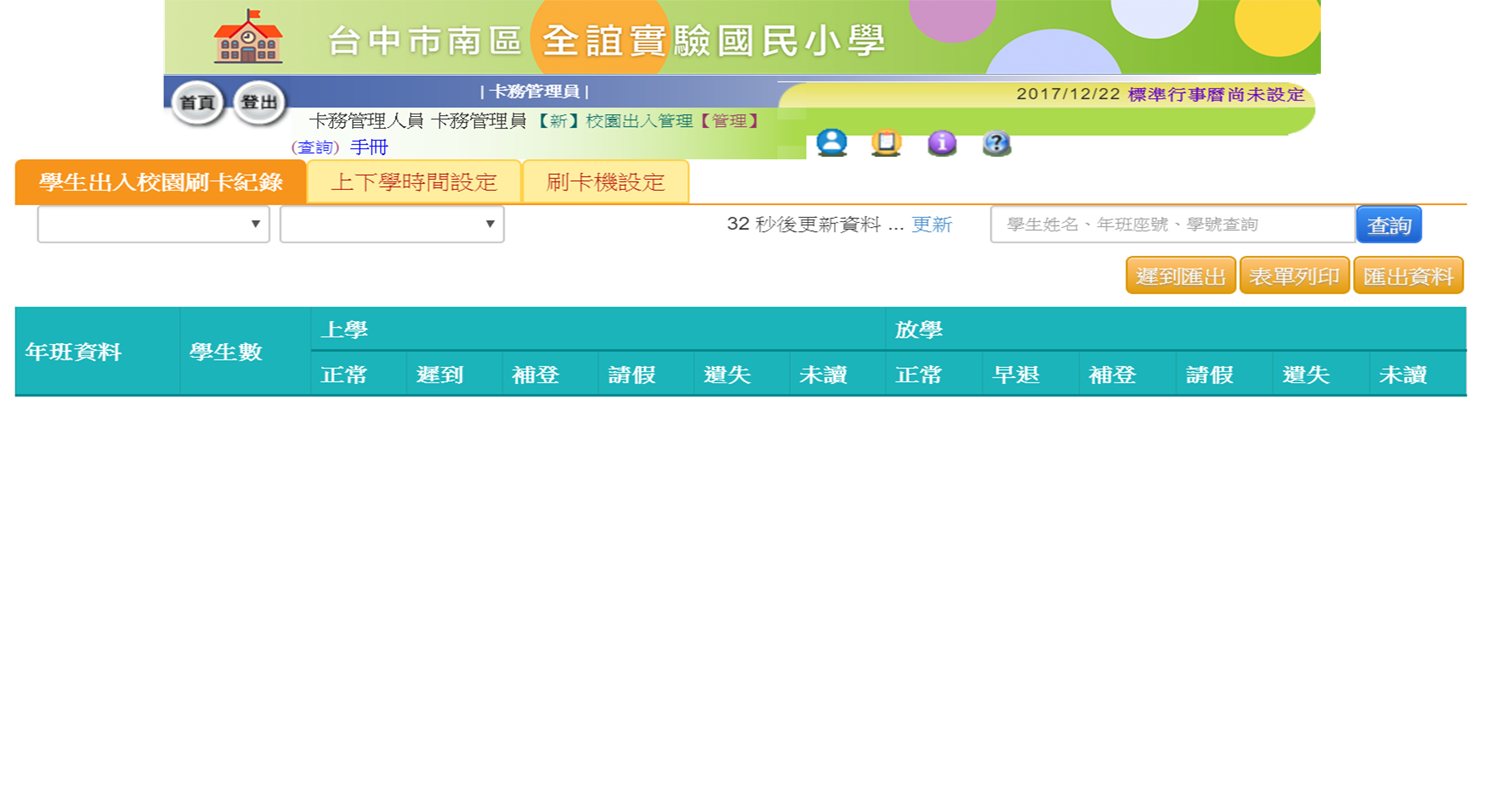 台中市南區 全誼實驗國民小學
首頁 登出 | 卡務管理員 | 2017/12/22 標準行事曆尚未設定
卡務管理人員 卡務管理員 【新】校園出入管理【管理】
(查詢) 手冊
學生出入校園刷卡紀錄 上下學時間設定 刷卡機設定
32 秒後更新資料 ... 更新 學生姓名、年班座號、學號查詢 查詢
遲到匯出 表單列印 匯出資料
年班資料 學生數 上學 放學
正常 遲到 補登 請假 遺失 未讀 正常 早退 補登 請假 遺失 未讀